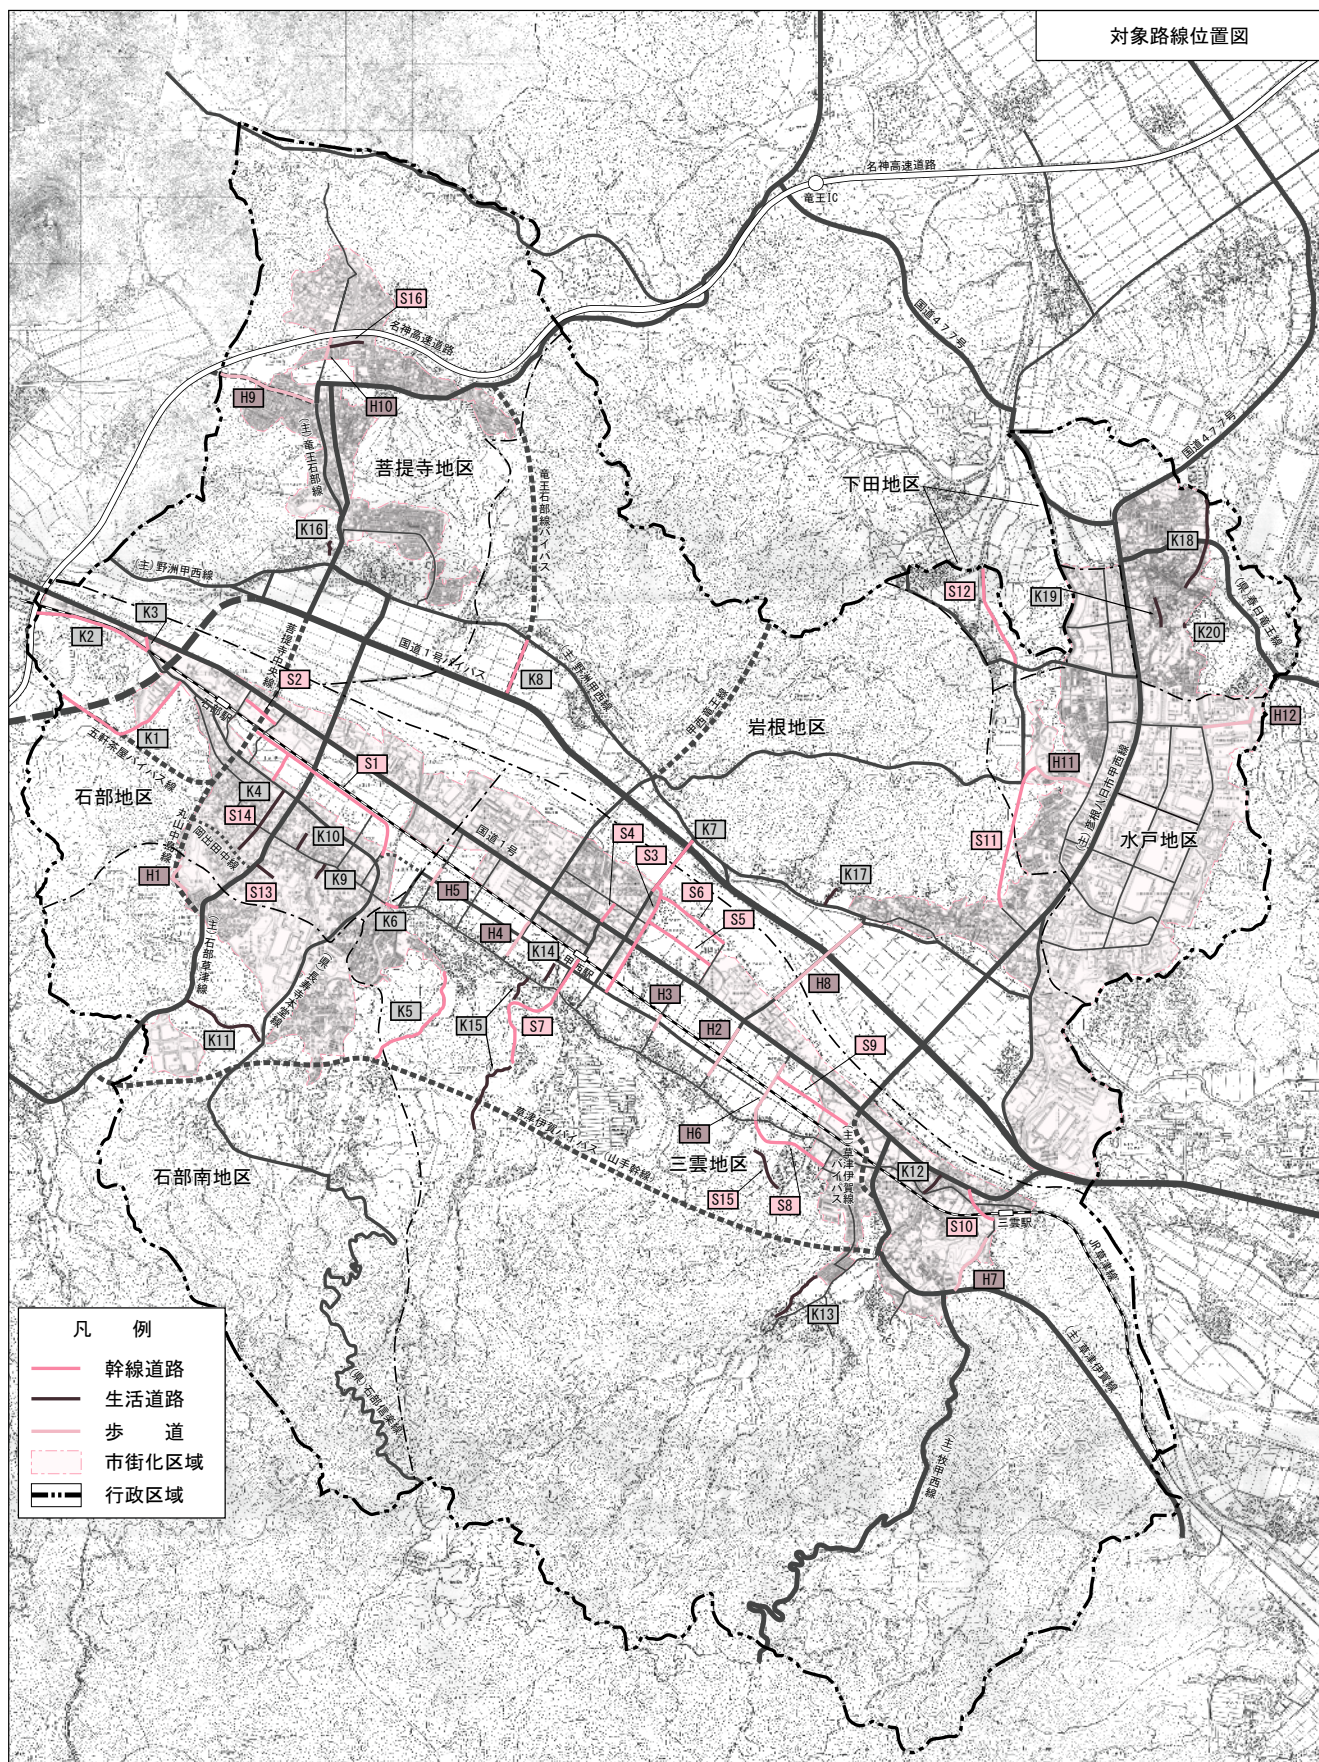 対象路線位置図
名神高速道路
竜王IC
国道477号
S16
名神高速道路
H9
H10
(主)竜王石部線
菩提寺地区
国道477号
下田地区
竜王石部線バイパス
K16
K18
(主)野洲甲西線
S12
K19
(県)春日竜王線
K3
K2
K20
菩提寺中央線
国道1号バイパス
(主)野洲甲西線
S2
K8
石部駅
甲西竜王線
H12
K1
岩根地区
五軒茶屋バイパス線
S1
H11
石部地区
K4
(主)彦根八日市甲西線
S14
丸山中央線
岡出田中線
K10
国道1号
S4
K7
水戸地区
S3
S11
H1
K9
H5
K17
S13
S6
K6
S5
(主)石部草津線
H4
K14
甲西駅
(県)長寿寺本堂線
H3
H8
K5
K15
S7
H2
K11
S9
草津伊賀バイパス(山手幹線)
H6
(主)草津伊賀線バイパス
三雲地区
石部南地区
K12
S15
S8
S10
三雲駅
JR草津線
H7
K13
(主)草津伊賀線
(県)石部信楽線
(主)牧甲西線
凡　例
幹線道路
生活道路
歩　道
市街化区域
行政区域